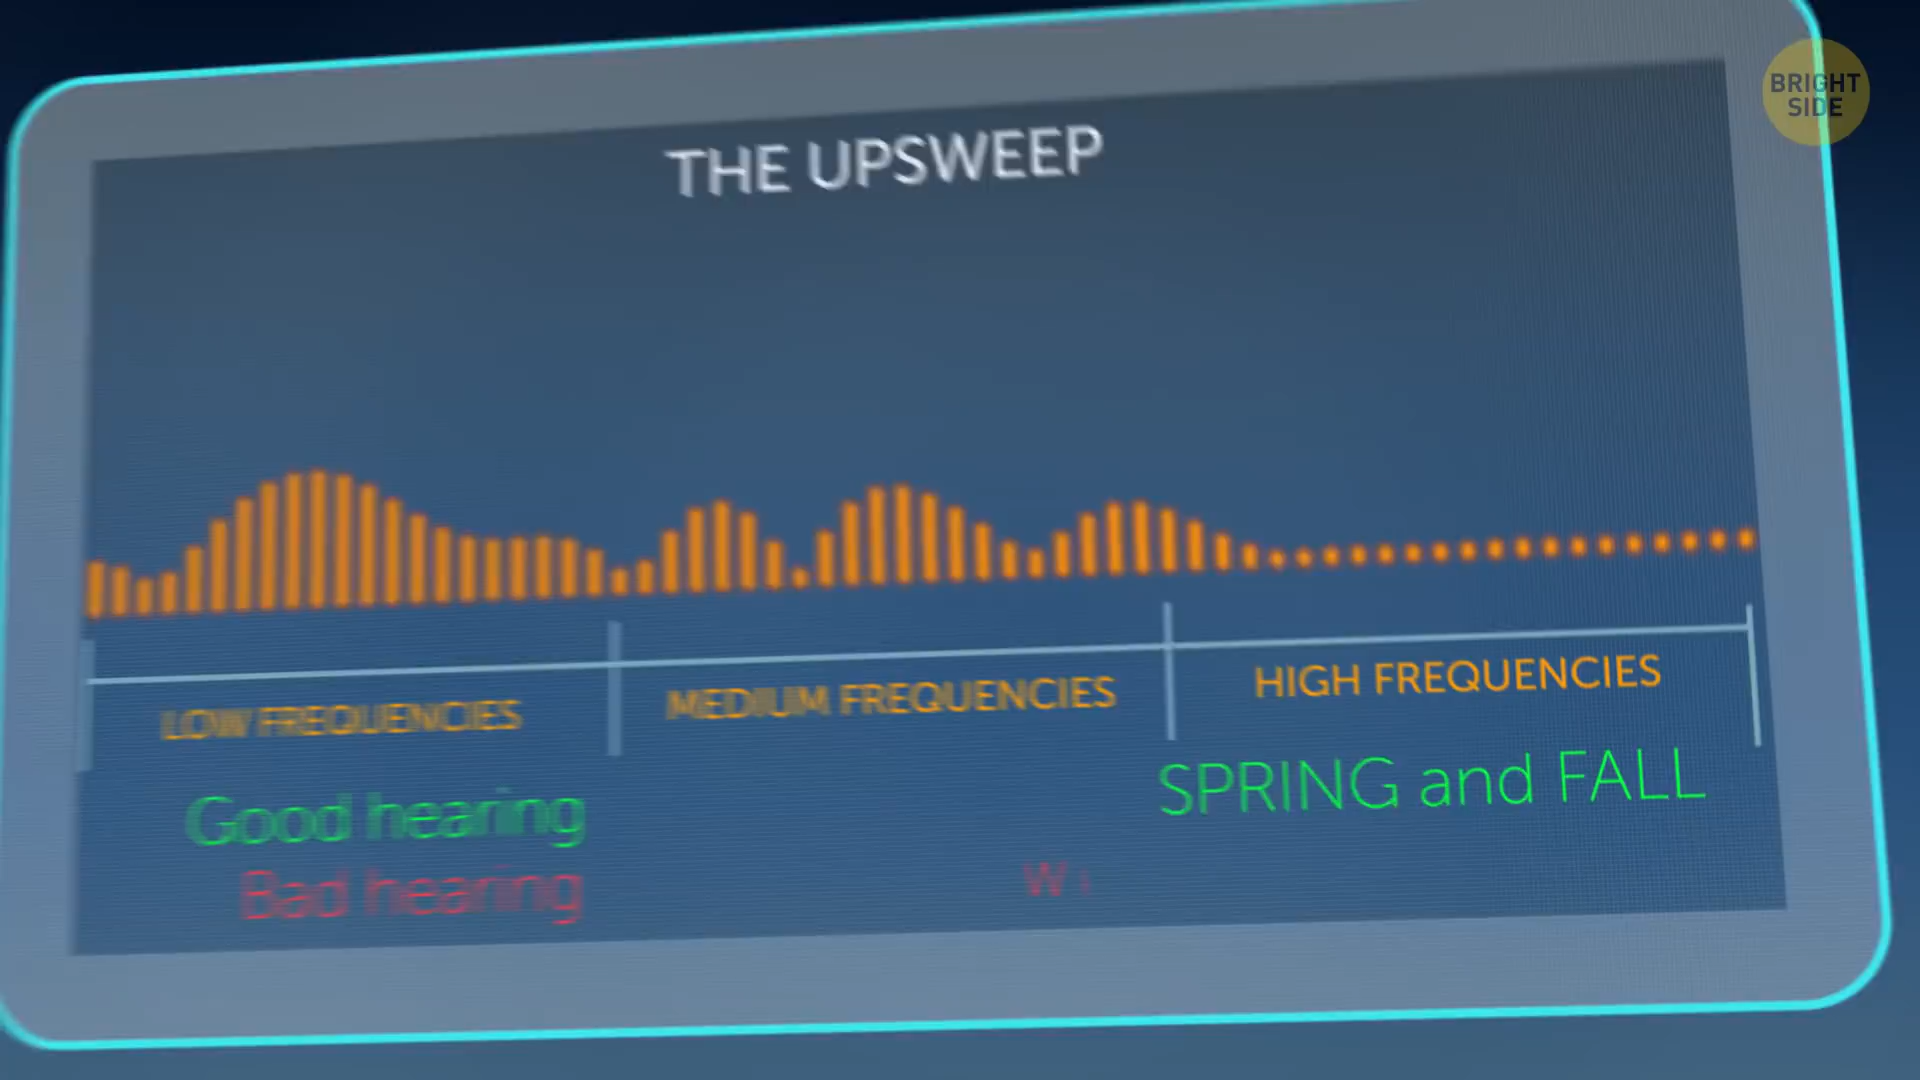 BRIGHT
SIDE
THE UPSWEEP
LOW FREQUENCIES
MEDIUM FREQUENCIES
HIGH FREQUENCIES
Good hearing
SPRING and FALL
Bad hearing
W